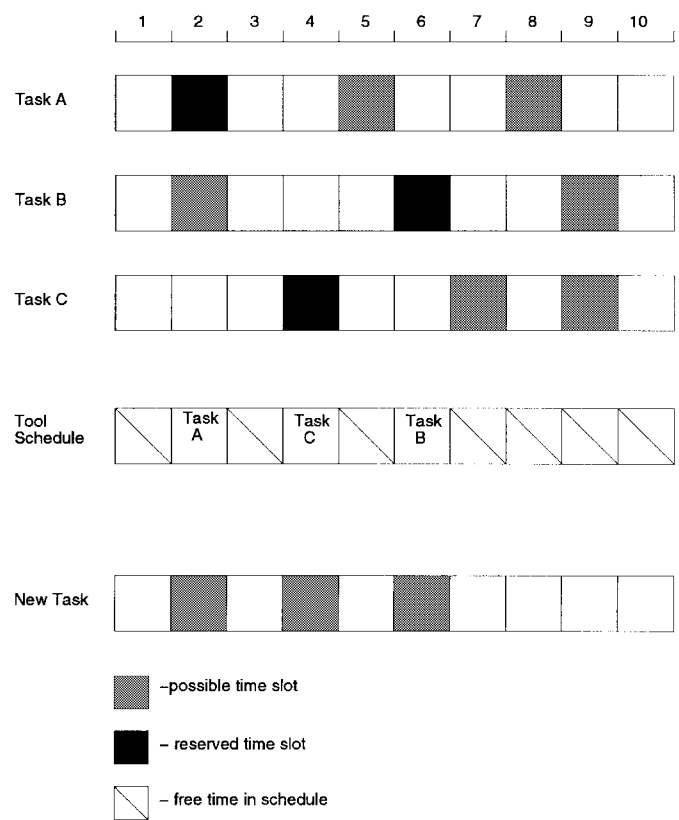 1 2 3 4 5 6 7 8 9 10
Task A
Task B
Task C
Tool
Schedule
Task
A
Task
C
Task
B
New Task
–possible time slot
– reserved time slot
– free time in schedule